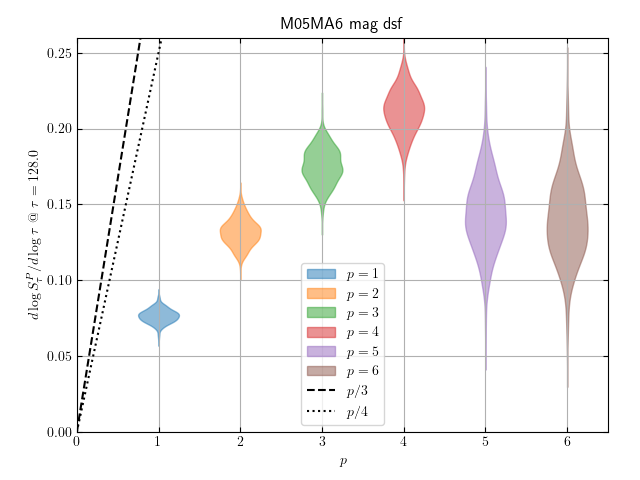 M05MA6 mag dsf
d log S_τ^P / d log τ @ τ = 128.0
0.25
0.20
0.15
0.10
0.05
0.00
p = 1
p = 2
p = 3
p = 4
p = 5
p = 6
p/3
p/4
0 1 2 3 4 5 6
p